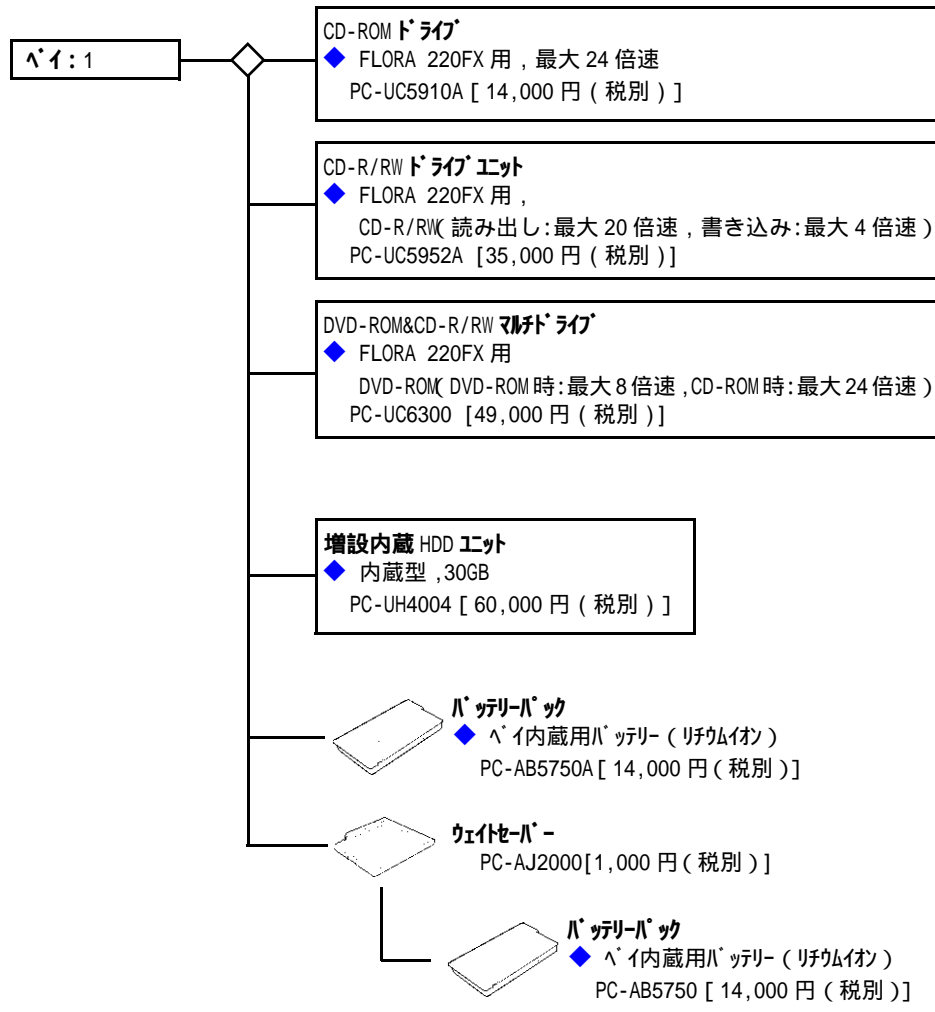 ﾍﾞｲ:1
CD-ROM ﾄﾞﾗｲﾌﾞ
◆ FLORA 220FX 用，最大 24 倍速
PC-UC5910A [ 14,000 円（税別）]
CD-R/RW ﾄﾞﾗｲﾌﾞﾕﾆｯﾄ
◆ FLORA 220FX 用，
CD-R/RW(読み出し:最大 20 倍速，書き込み:最大 4 倍速）
PC-UC5952A [35,000 円（税別）]
DVD-ROM&CD-R/RW ﾏﾙﾁﾄﾞﾗｲﾌﾞ
◆ FLORA 220FX 用
DVD-ROM(DVD-ROM 時:最大 8 倍速,CD-ROM 時:最大 24 倍速）
PC-UC6300 [49,000 円（税別）]
増設内蔵 HDD ﾕﾆｯﾄ
◆ 内蔵型,30GB
PC-UH4004 [ 60,000 円（税別）]
ﾊﾞｯﾃﾘｰﾊﾟｯｸ
◆ ﾍﾞｲ内蔵用ﾊﾞｯﾃﾘｰ（ﾘﾁｳﾑｲｵﾝ）
PC-AB5750A[ 14,000 円（税別）]
ｳｪｲﾄｾｰﾊﾞｰ
PC-AJ2000[1,000 円（税別）]
ﾊﾞｯﾃﾘｰﾊﾟｯｸ
◆ ﾍﾞｲ内蔵用ﾊﾞｯﾃﾘｰ（ﾘﾁｳﾑｲｵﾝ）
PC-AB5750 [ 14,000 円（税別）]